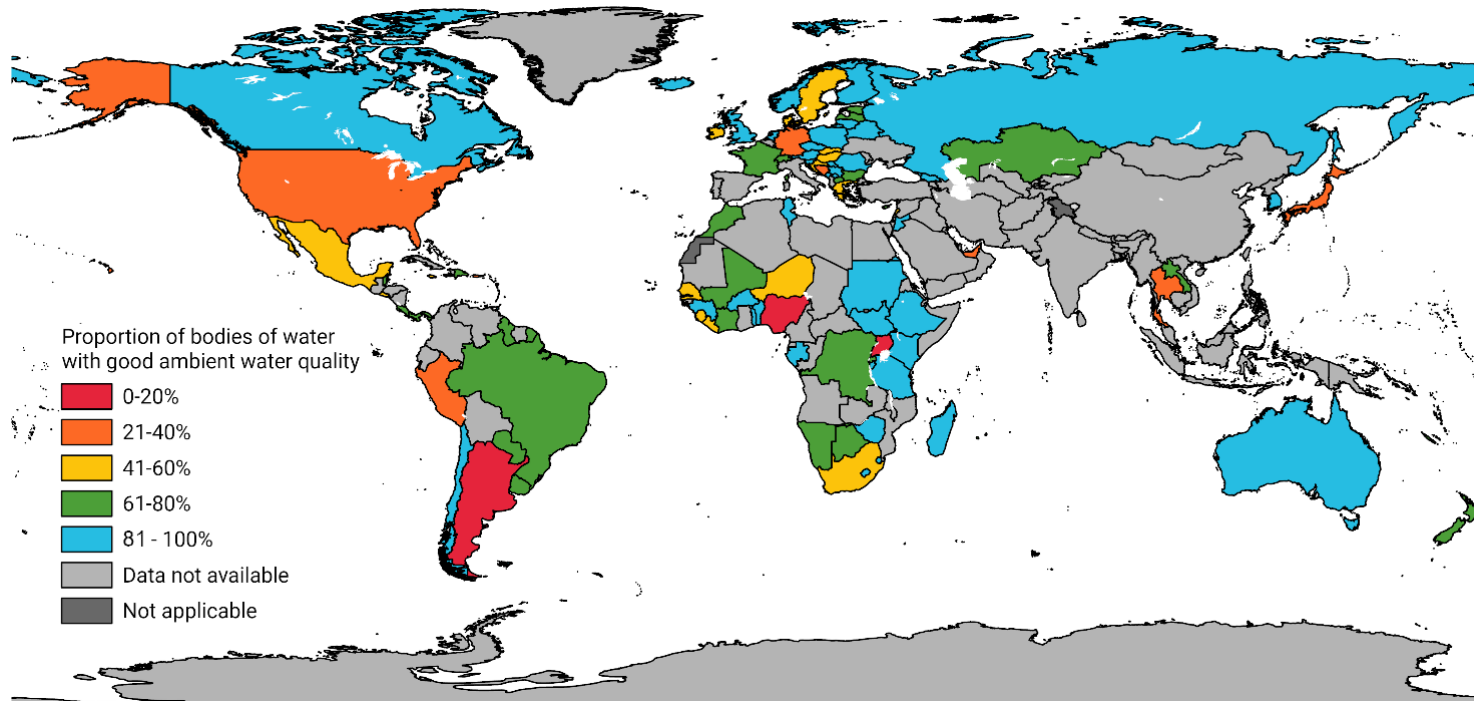 Proportion of bodies of water
with good ambient water quality
0-20%
21-40%
41-60%
61-80%
81 - 100%
Data not available
Not applicable